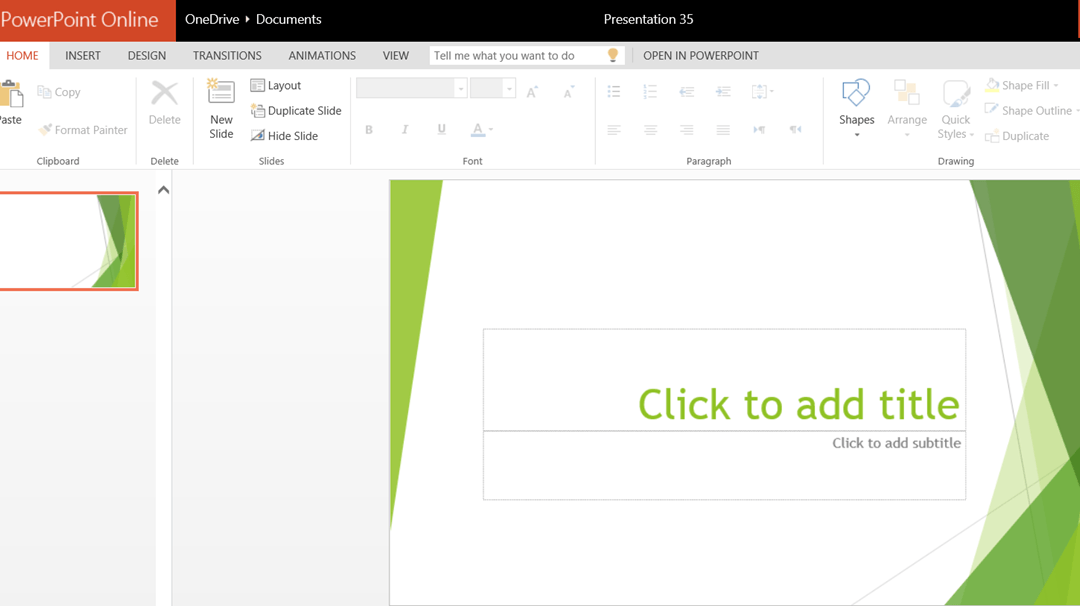 PowerPoint Online OneDrive Documents Presentation 35
HOME INSERT DESIGN TRANSITIONS ANIMATIONS VIEW Tell me what you want to do OPEN IN POWERPOINT
aste
Copy
Format Painter
Clipboard
Delete
Delete
New
Slide
Layout
Duplicate Slide
Hide Slide
Slides
A A
B I U A
Font
Paragraph
Shapes
Arrange
Quick
Styles
Shape Fill
Shape Outline
Duplicate
Drawing
Click to add title
Click to add subtitle